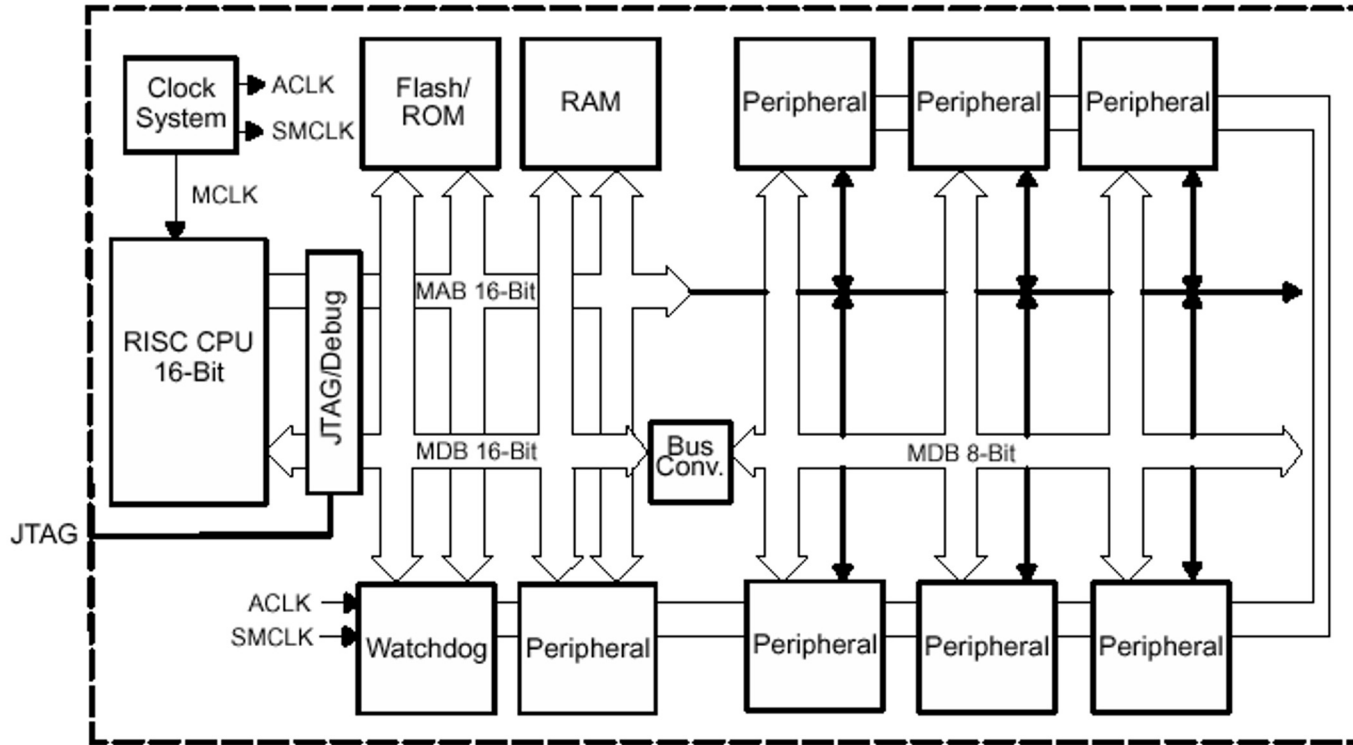 Clock
System
ACLK
SMCLK
MCLK
Flash/
ROM
RAM
Peripheral
Peripheral
Peripheral
RISC CPU
16-Bit
JTAG/Debug
MAB 16-Bit
MDB 16-Bit
Bus
Conv.
MDB 8-Bit
JTAG
ACLK
SMCLK
Watchdog
Peripheral
Peripheral
Peripheral
Peripheral